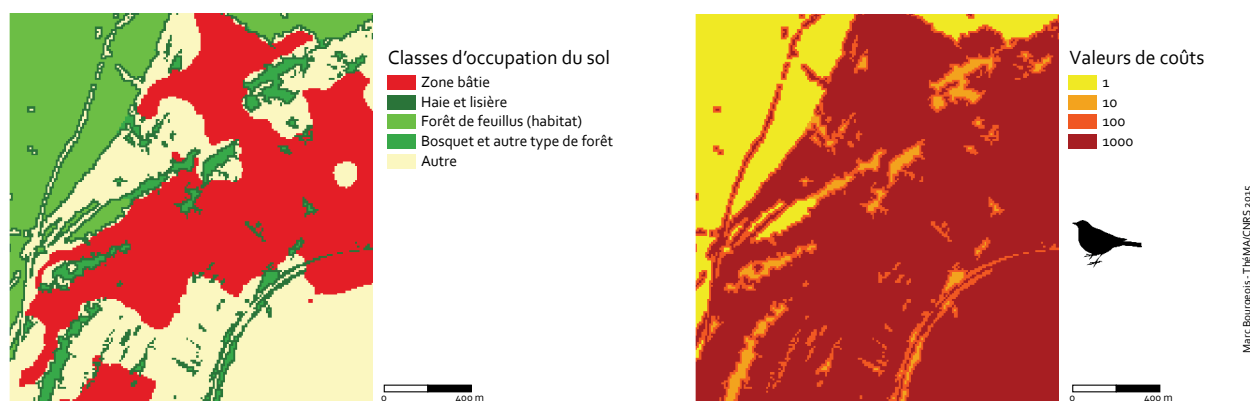 Classes d'occupation du sol
Zone bâtie
Haie et lisière
Forêt de feuillus (habitat)
Bosquet et autre type de forêt
Autre
0 400 m
Valeurs de coûts
1
10
100
1000
0 400 m
Marc Bourgeois - ThéMA/CNRS 2015